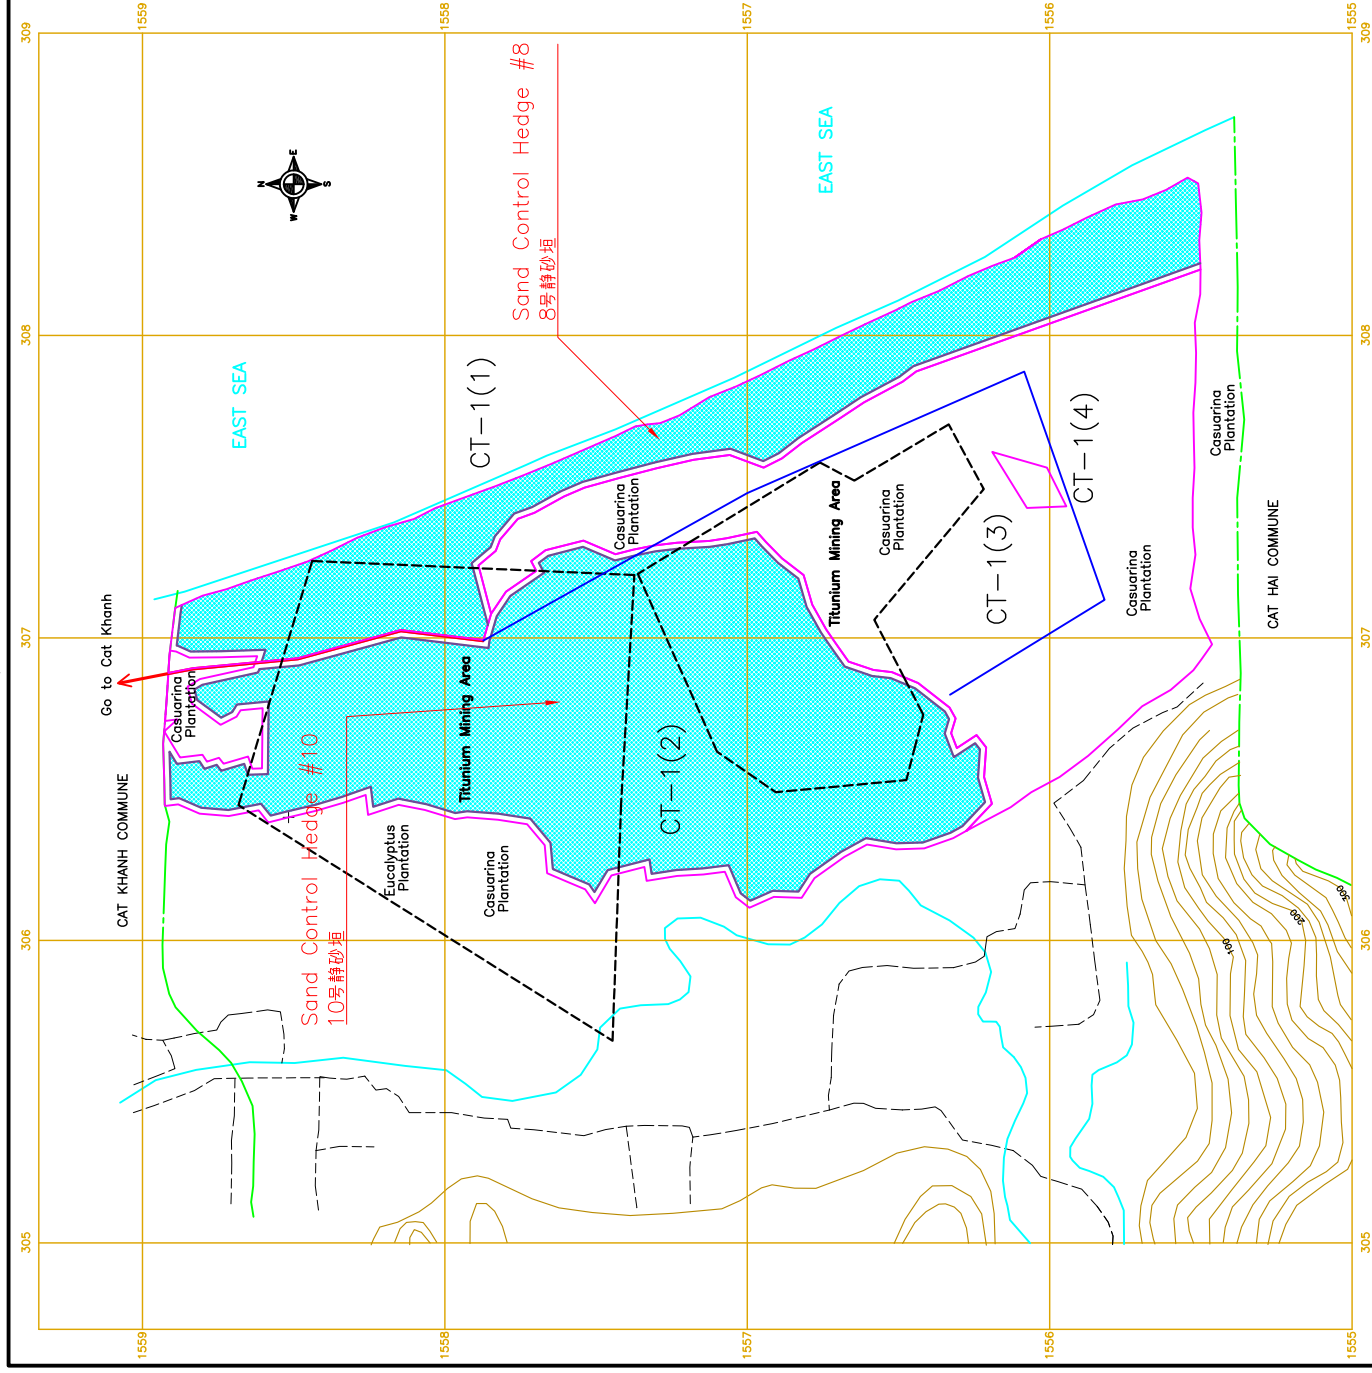 1559
1558
1557
1556
1555
309
309
308
308
307
307
306
306
305
305
1559
1558
1557
1556
1555
N
E
S
W
EAST SEA
EAST SEA
Sand Control Hedge #8
8号静砂垣
CT-1(1)
Go to Cat Khanh
Casuarina
Plantation
CAT KHANH COMMUNE
Titunium Mining Area
Sand Control Hedge #10
10号静砂垣
Eucalyptus
Plantation
Casuarina
Plantation
CT-1(2)
Casuarina
Plantation
Titunium Mining Area
Casuarina
Plantation
CT-1(3)
CT-1(4)
Casuarina
Plantation
Casuarina
Plantation
CAT HAI COMMUNE
100
200
300